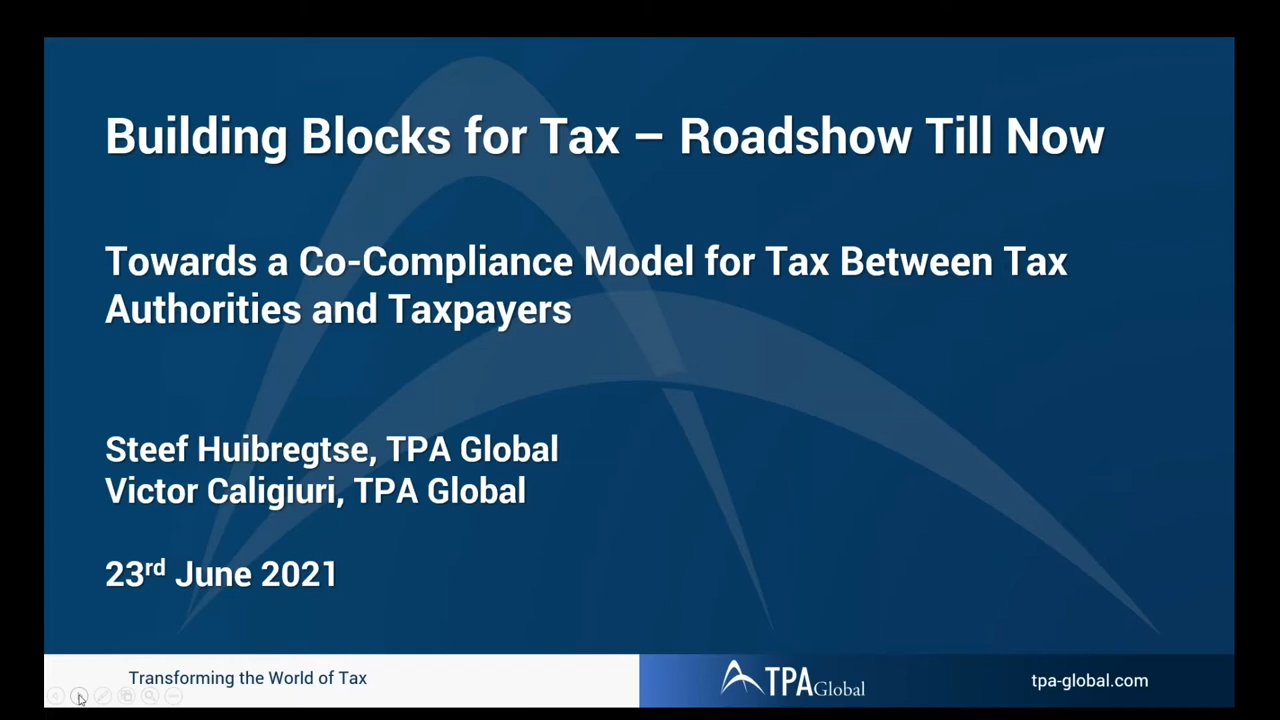 Building Blocks for Tax – Roadshow Till Now
Towards a Co-Compliance Model for Tax Between Tax
Authorities and Taxpayers
Steef Huibregtse, TPA Global
Victor Caligiuri, TPA Global
23rd June 2021
Transforming the World of Tax
TPA Global
tpa-global.com